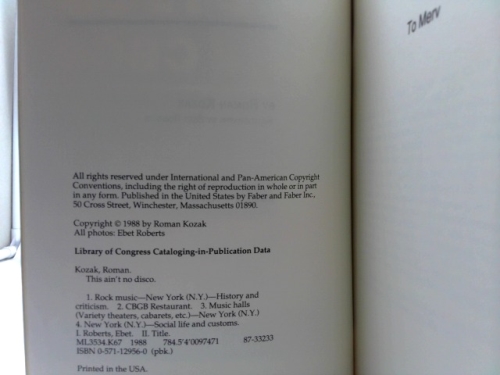 All rights reserved under International and Pan-American Copyright
Conventions, including the right of reproduction in whole or in part
in any form. Published in the United States by Faber and Faber Inc.,
50 Cross Street, Winchester, Massachusetts 01890.
Copyright © 1988 by Roman Kozak
All photos: Ebet Roberts
Library of Congress Cataloging-in-Publication Data
Kozak, Roman.
This ain't no disco.
1. Rock music—New York (N.Y.)—History and
criticism. 2. CBGB Restaurant. 3. Music halls
(Variety theaters, cabarets, etc.)—New York (N.Y.)
4. New York (N.Y.)—Social life and customs.
I. Roberts, Ebet. II. Title.
ML3534.K67 1988 784.5'4'0097471 87-33233
ISBN 0-571-12956-0 (pbk.)
Printed in the USA.
To Merv